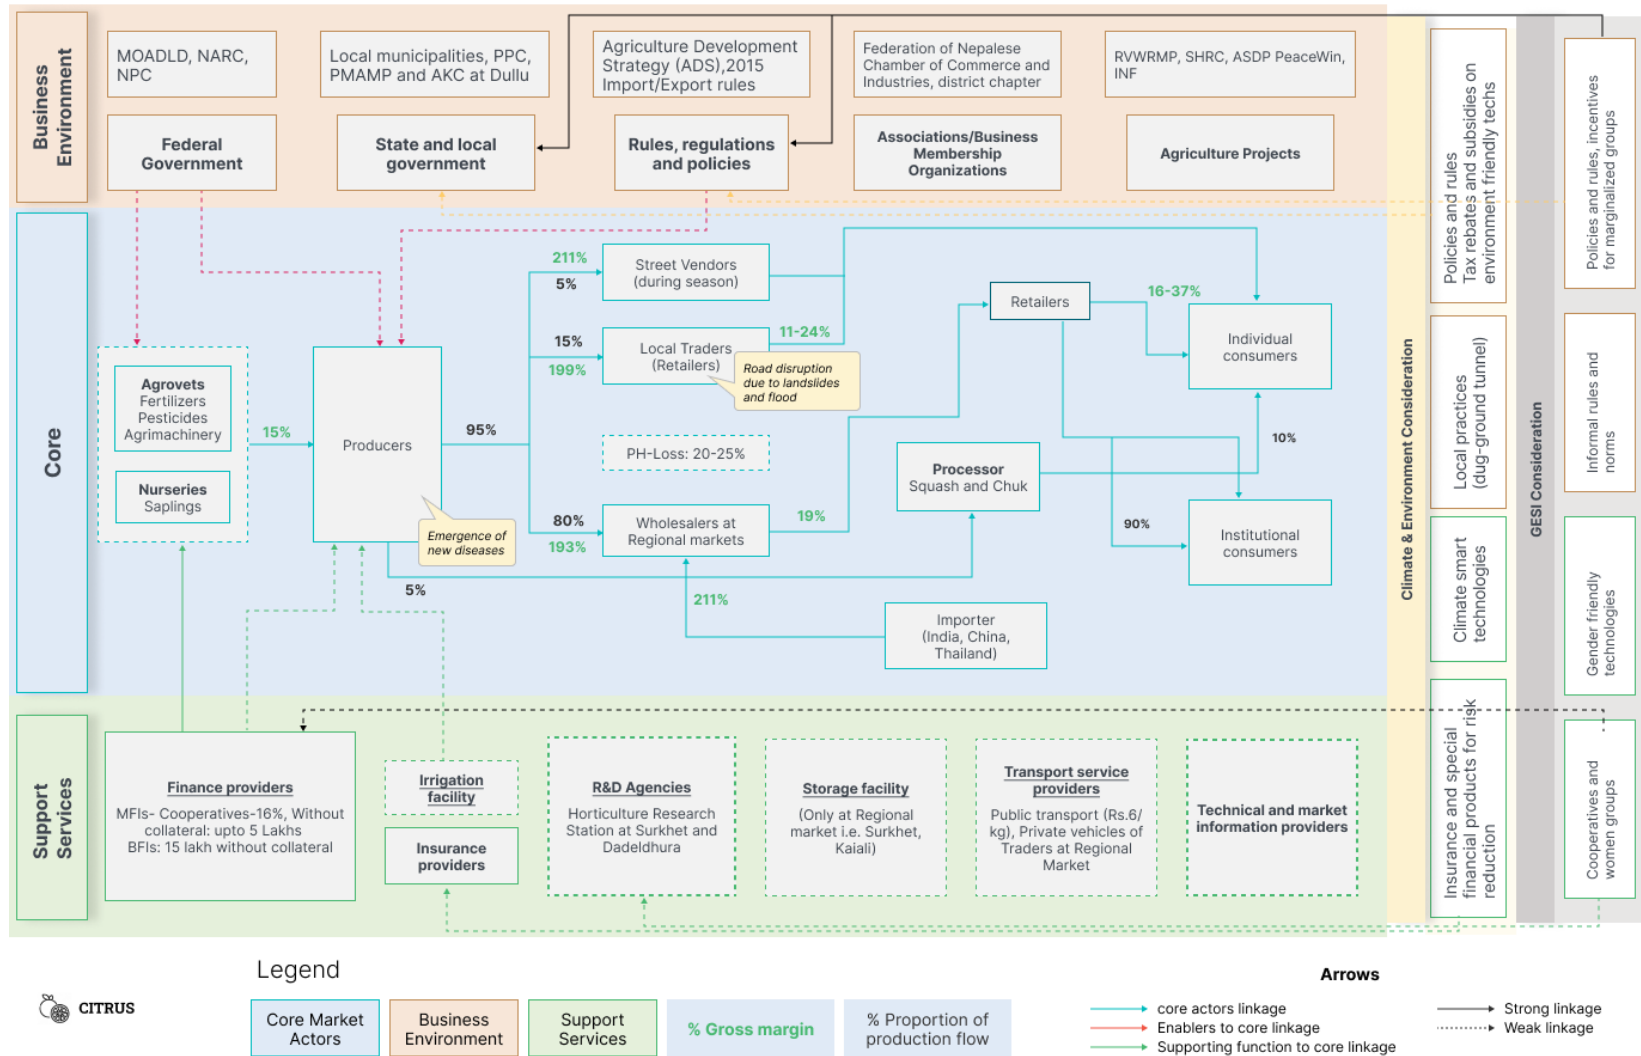 Business
Environment
MOADLD, NARC,
NPC
Local municipalities, PPC,
PMAMP and AKC at Dullu
Agriculture Development
Strategy (ADS),2015
Import/Export rules
Federation of Nepalese
Chamber of Commerce and
Industries, district chapter
RVWRMP, SHRC, ASDP PeaceWin,
INF
Federal
Government
State and local
government
Rules, regulations
and policies
Associations/Business
Membership
Organizations
Agriculture Projects
Core
Agrovets
Fertilizers
Pesticides
Agrimachinery
Nurseries
Saplings
15%
Producers
Emergence of
new diseases
95%
211%
5%
Street Vendors
(during season)
15%
199%
Local Traders
(Retailers)
11-24%
Road disruption
due to landslides
and flood
PH-Loss: 20-25%
80%
193%
Wholesalers at
Regional markets
19%
5%
211%
Importer
(India, China,
Thailand)
Processor
Squash and Chuk
Retailers
16-37%
Individual
consumers
10%
90%
Institutional
consumers
Support
Services
Finance providers
MFIs- Cooperatives-16%, Without
collateral: upto 5 Lakhs
BFIs: 15 lakh without collateral
Irrigation
facility
Insurance
providers
R&D Agencies
Horticulture Research
Station at Surkhet and
Dadeldhura
Storage facility
(Only at Regional
market i.e. Surkhet,
Kaiali)
Transport service
providers
Public transport (Rs.6/
kg), Private vehicles of
Traders at Regional
Market
Technical and market
information providers
Climate & Environment Consideration
Policies and rules
Tax rebates and subsidies on
environment friendly techs
Local practices
(dug-ground tunnel)
Climate smart
technologies
Insurance and special
financial products for risk
reduction
GESI Consideration
Policies and rules, incentives
for marginalized groups
Informal rules and
norms
Gender friendly
technologies
Cooperatives and
women groups
CITRUS
Legend
Core Market
Actors
Business
Environment
Support
Services
% Gross margin
% Proportion of
production flow
Arrows
core actors linkage
Enablers to core linkage
Supporting function to core linkage
Strong linkage
Weak linkage